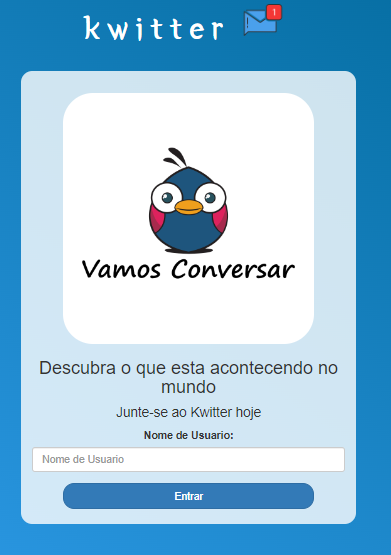 kwitter
1
Vamos Conversar
Descubra o que esta acontecendo no
mundo
Junte-se ao Kwitter hoje
Nome de Usuario:
Nome de Usuario
Entrar